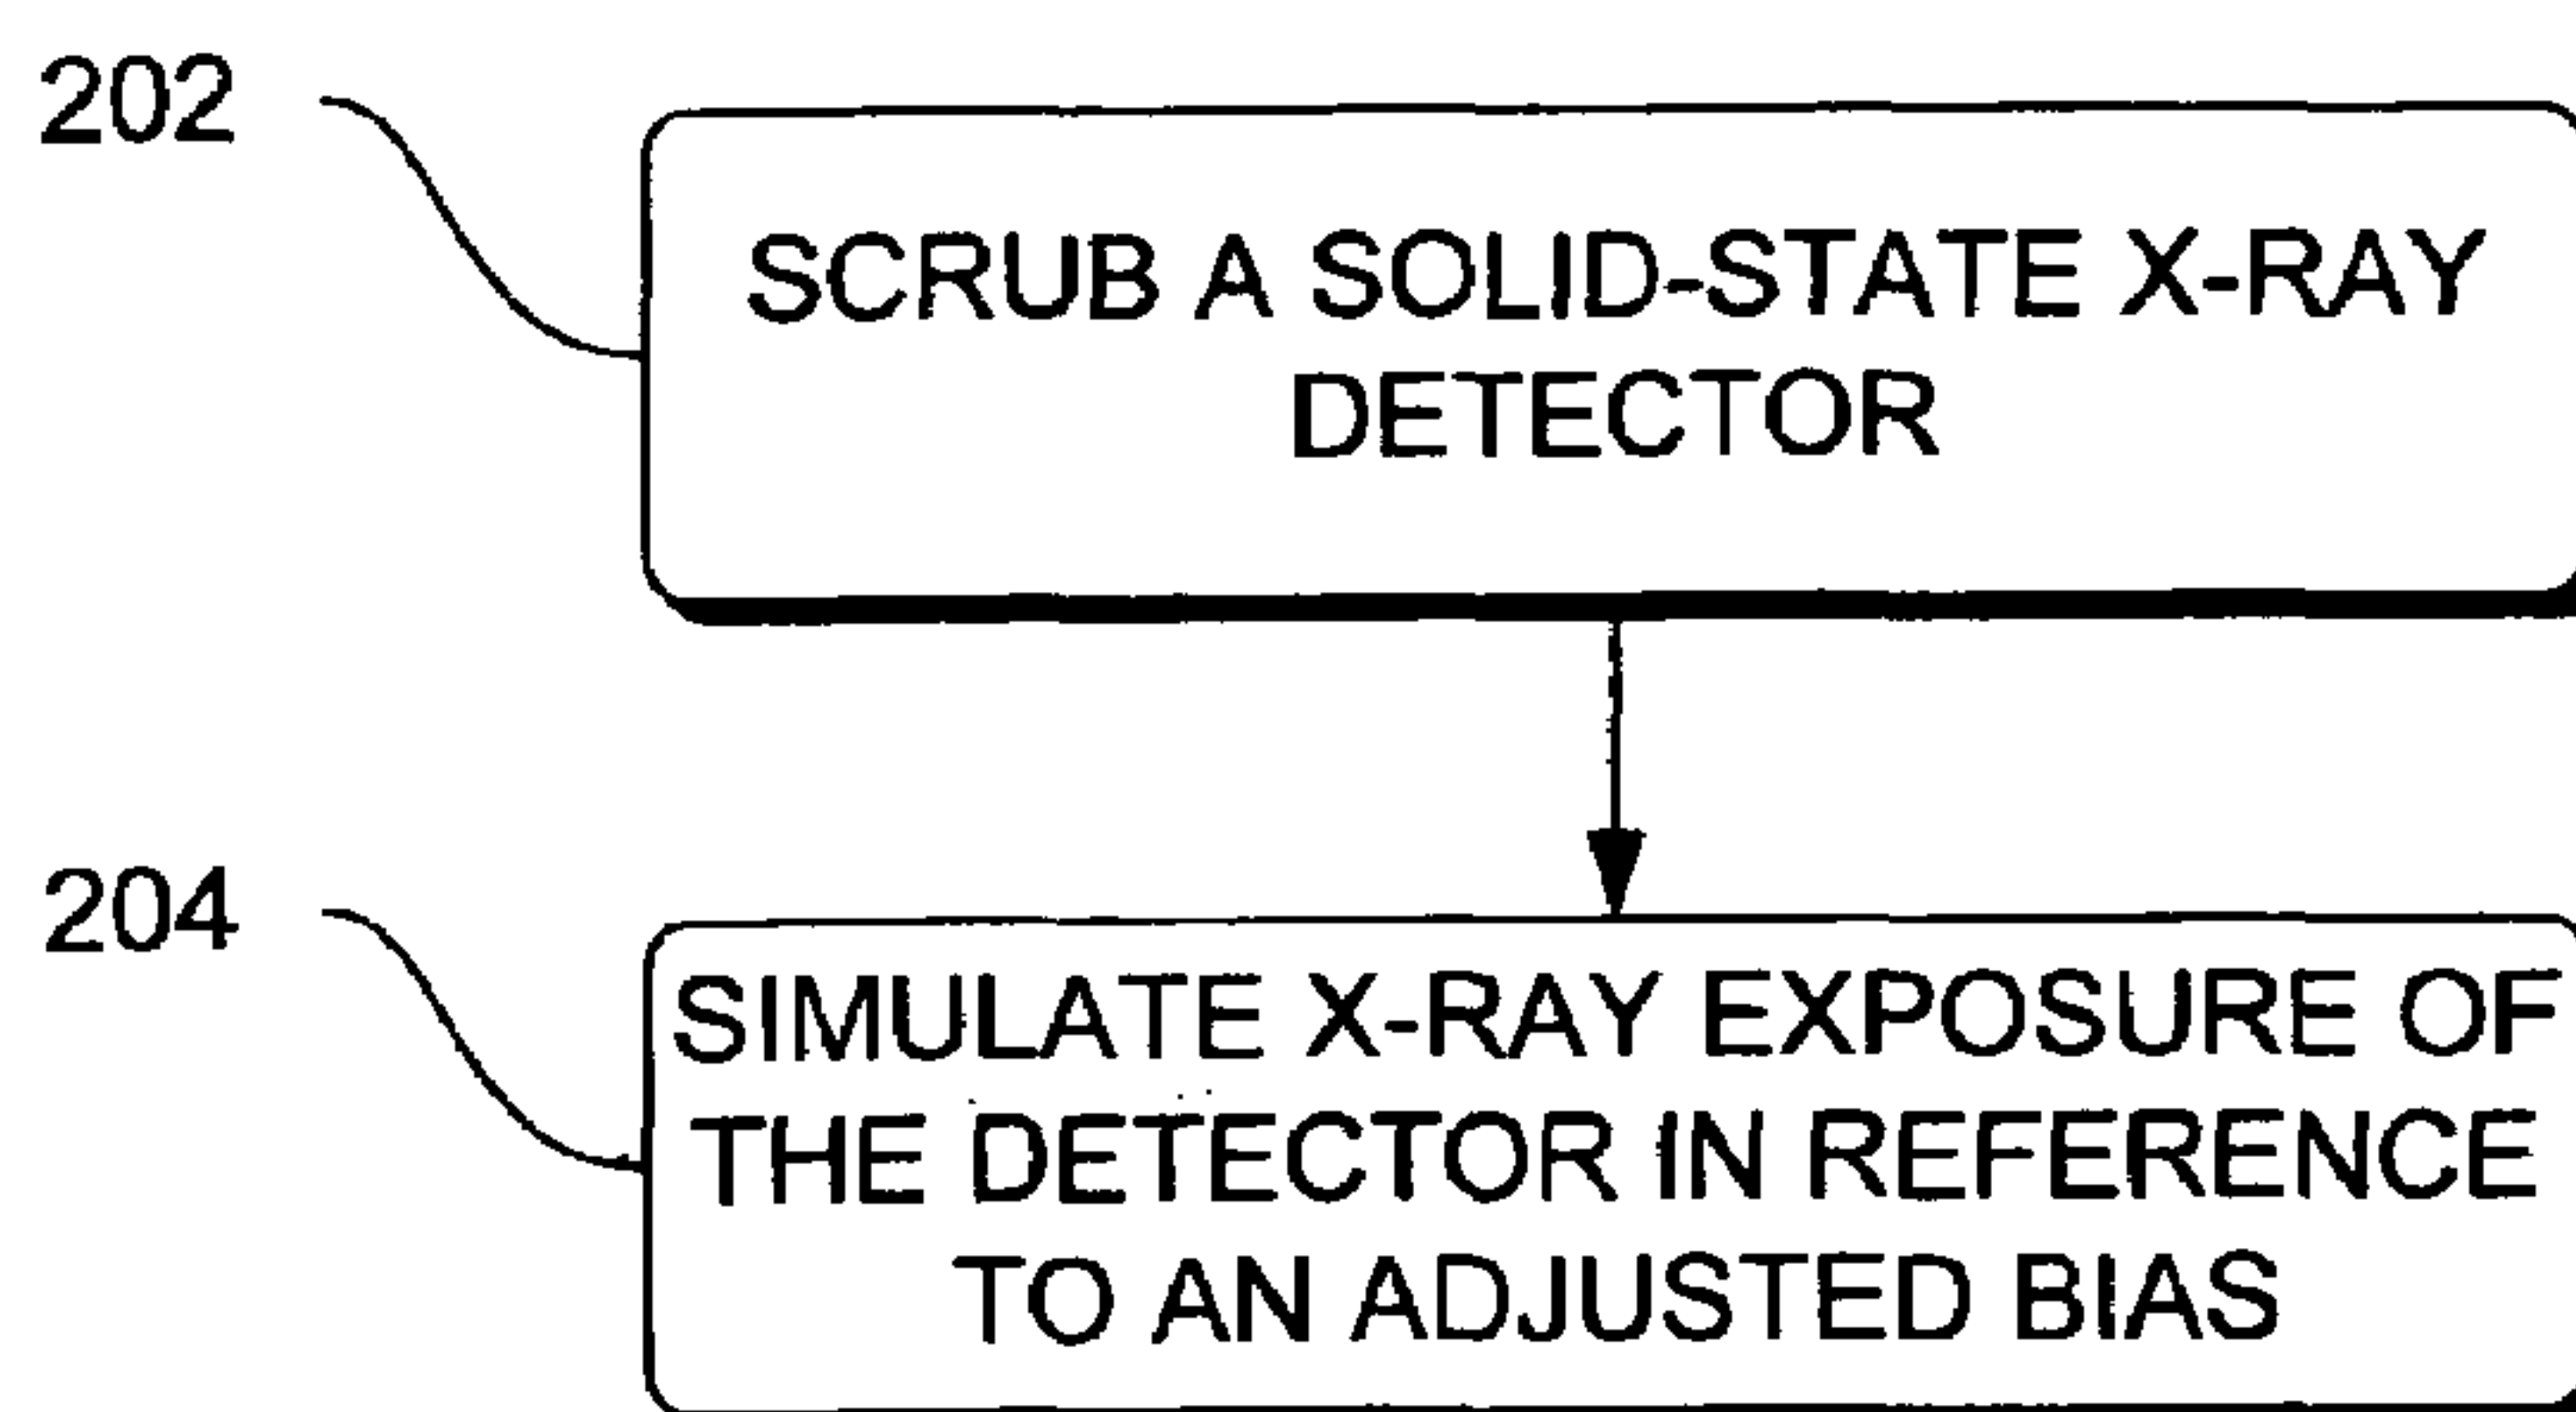 202
SCRUB A SOLID-STATE X-RAY
DETECTOR
204
SIMULATE X-RAY EXPOSURE OF
THE DETECTOR IN REFERENCE
TO AN ADJUSTED BIAS